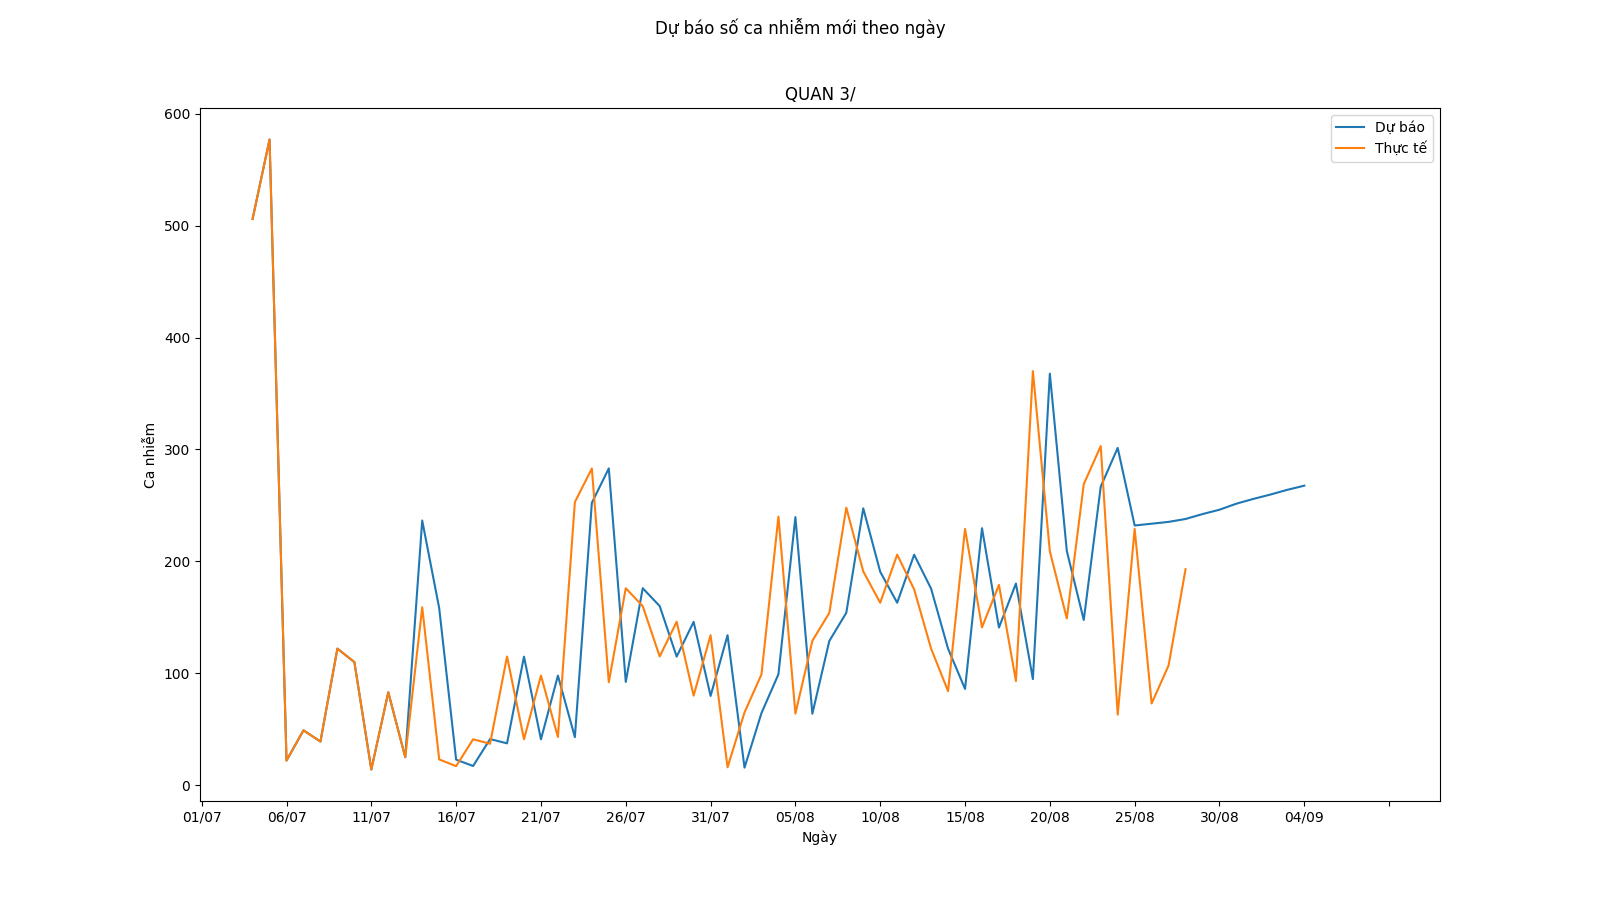 Dự báo số ca nhiễm mới theo ngày
QUAN 3/
Dự báo
Thực tế
600
500
400
300
200
100
0
Ca nhiễm
01/07 06/07 11/07 16/07 21/07 26/07 31/07 05/08 10/08 15/08 20/08 25/08 30/08 04/09
Ngày